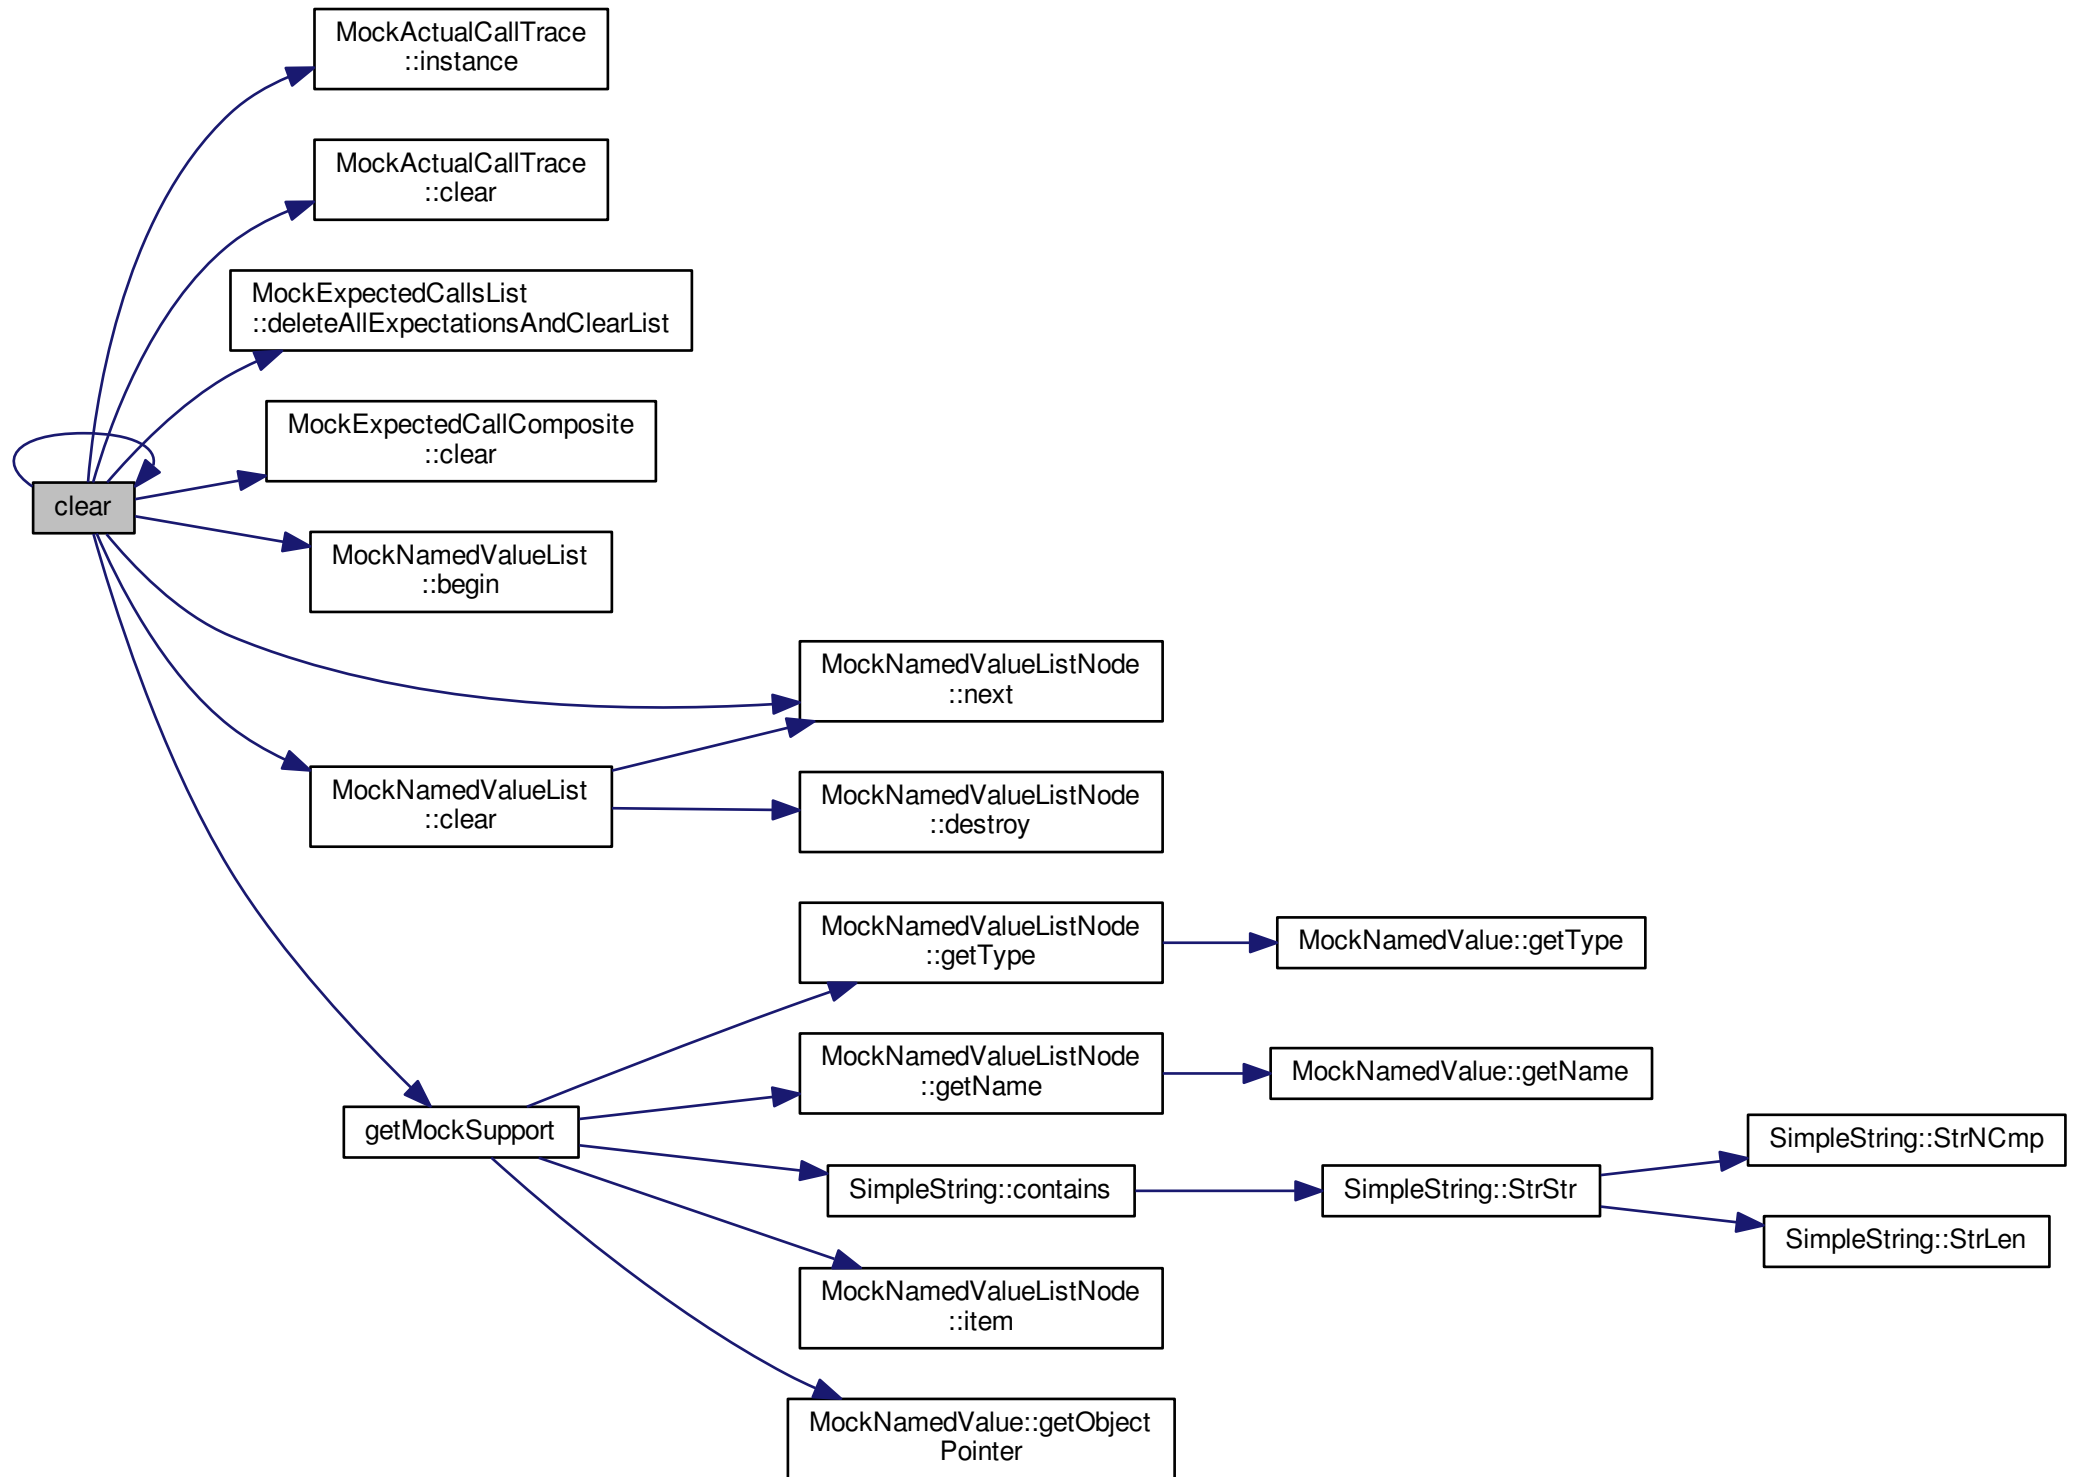 MockActualCallTrace
::instance
MockActualCallTrace
::clear
MockExpectedCallsList
::deleteAllExpectationsAndClearList
MockExpectedCallComposite
::clear
clear
MockNamedValueList
::begin
MockNamedValueListNode
::next
MockNamedValueList
::clear
MockNamedValueListNode
::destroy
MockNamedValueListNode
::getType
MockNamedValue::getType
MockNamedValueListNode
::getName
MockNamedValue::getName
getMockSupport
SimpleString::contains
SimpleString::StrStr
SimpleString::StrNCmp
SimpleString::StrLen
MockNamedValueListNode
::item
MockNamedValue::getObject
Pointer